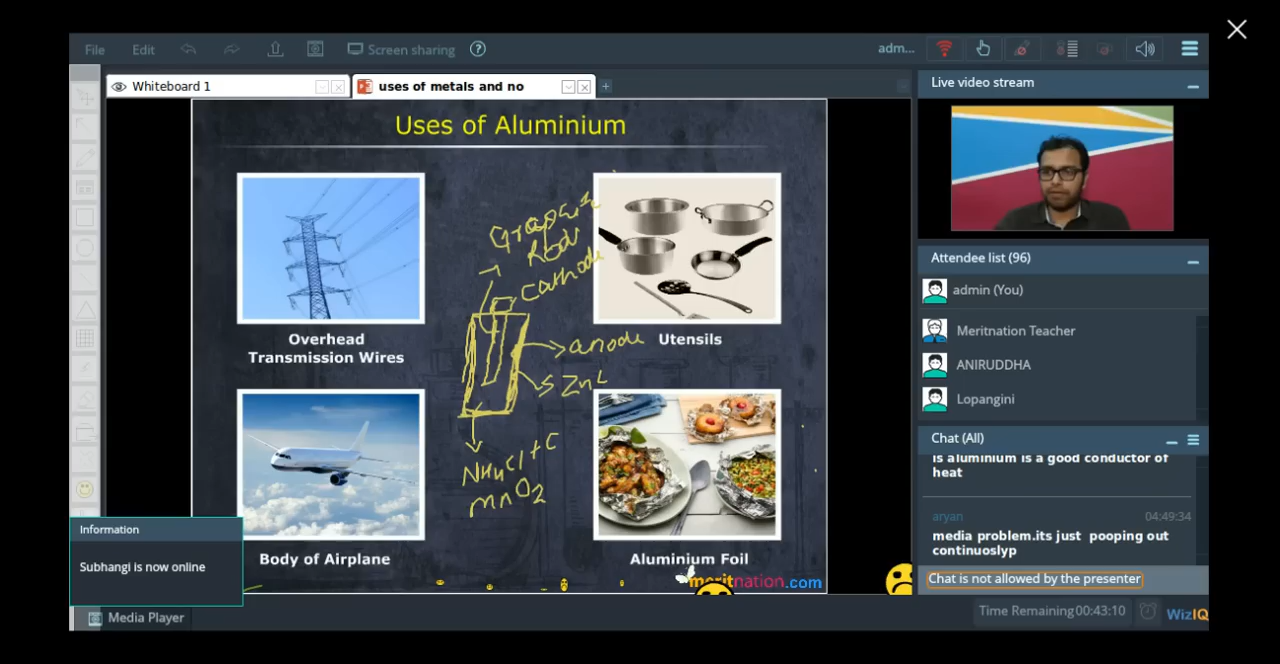 File
Edit
Screen sharing
?
adm...
Whiteboard 1
uses of metals and no
+
Live video stream
Uses of Aluminium
Rod
cathode
anode
Overhead
Transmission Wires
Utensils
NH4Cl + C
MnO2
Body of Airplane
Aluminium Foil
meritnation.com
Information
Subhangi is now online
Media Player
Attendee list (96)
admin (You)
Meritnation Teacher
ANIRUDDHA
Lopangini
Chat (All)
is aluminium is a good conductor of
heat
aryan 04:49:34
media problem.its just pooping out
continuoslyp
Chat is not allowed by the presenter
Time Remaining 00:43:10
WizIQ